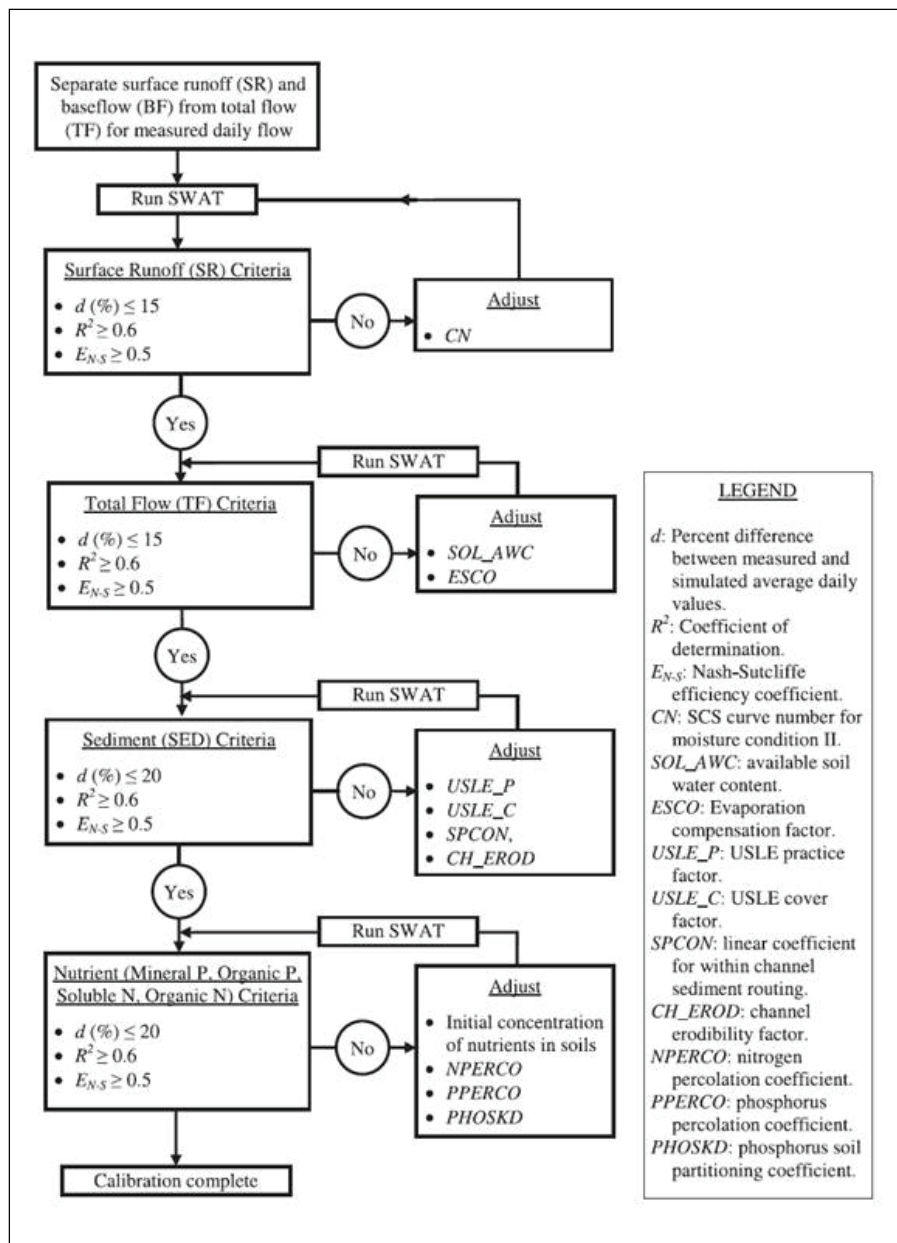 Separate surface runoff (SR) and
baseflow (BF) from total flow
(TF) for measured daily flow
Run SWAT
Surface Runoff (SR) Criteria
• d (%) ≤ 15
• R² ≥ 0.6
• E_N-S ≥ 0.5
No
Adjust
• CN
Yes
Run SWAT
Total Flow (TF) Criteria
• d (%) ≤ 15
• R² ≥ 0.6
• E_N-S ≥ 0.5
No
Adjust
• SOL_AWC
• ESCO
Yes
Run SWAT
Sediment (SED) Criteria
• d (%) ≤ 20
• R² ≥ 0.6
• E_N-S ≥ 0.5
No
Adjust
• USLE_P
• USLE_C
• SPCON,
• CH_EROD
Yes
Run SWAT
Nutrient (Mineral P, Organic P,
Soluble N, Organic N) Criteria
• d (%) ≤ 20
• R² ≥ 0.6
• E_N-S ≥ 0.5
No
Adjust
• Initial concentration
of nutrients in soils
• NPERCO
• PPERCO
• PHOSKD
Calibration complete
LEGEND
d: Percent difference
between measured and
simulated average daily
values.
R²: Coefficient of
determination.
E_N-S: Nash-Sutcliffe
efficiency coefficient.
CN: SCS curve number for
moisture condition II.
SOL_AWC: available soil
water content.
ESCO: Evaporation
compensation factor.
USLE_P: USLE practice
factor.
USLE_C: USLE cover
factor.
SPCON: linear coefficient
for within channel
sediment routing.
CH_EROD: channel
erodibility factor.
NPERCO: nitrogen
percolation coefficient.
PPERCO: phosphorus
percolation coefficient.
PHOSKD: phosphorus soil
partitioning coefficient.